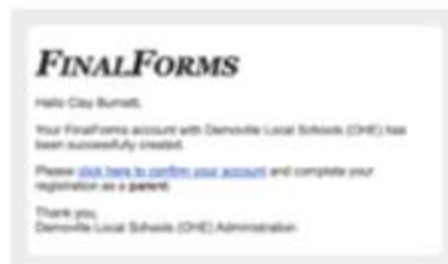 FINALFORMS
Hello Clay Burnett,
Your FinalForms account with Demoville Local Schools (OHE) has
been successfully created.
Please click here to confirm your account and complete your
registration as a parent.
Thank you,
Demoville Local Schools (OHE) Administration